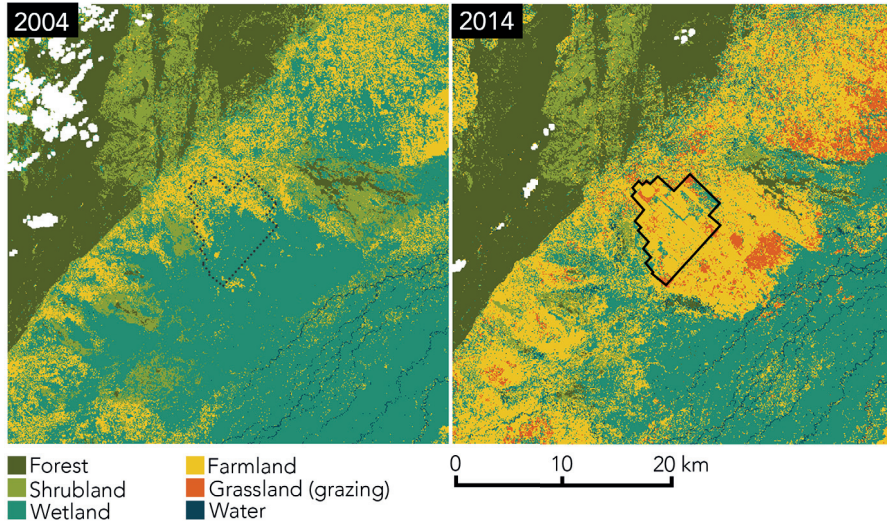 2004
2014
Forest
Shrubland
Wetland
Farmland
Grassland (grazing)
Water
0 10 20 km